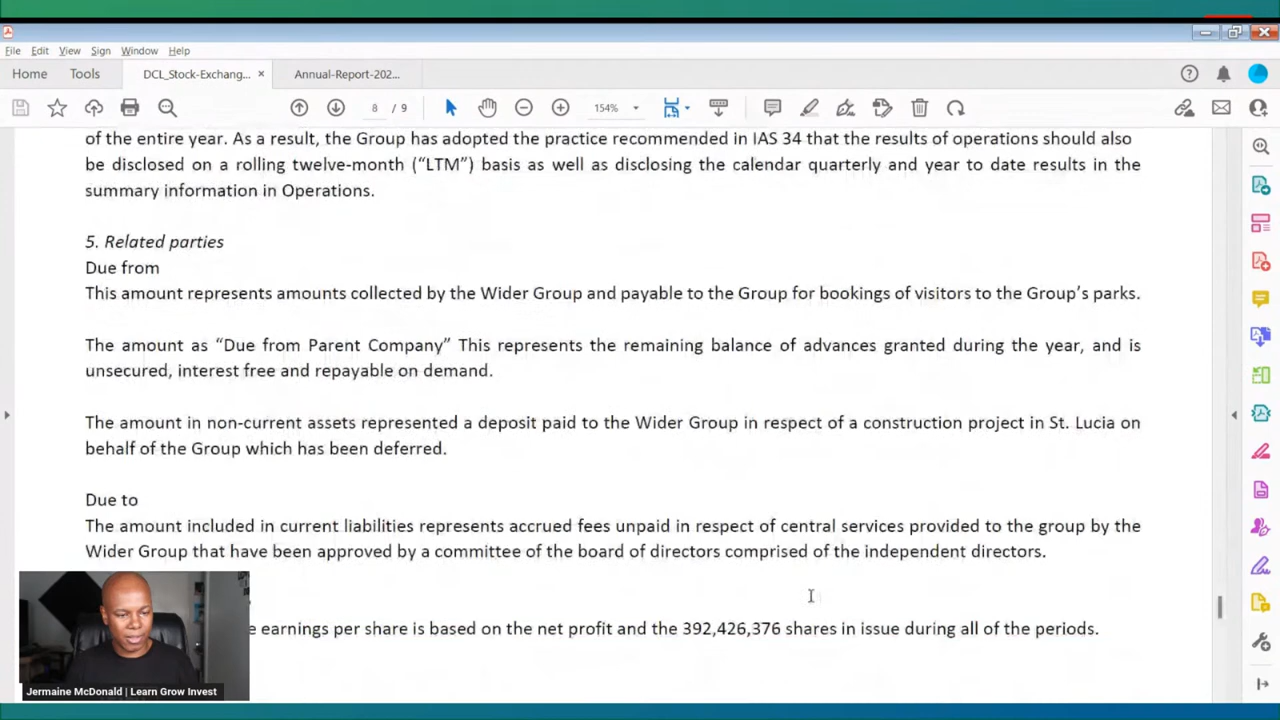 File Edit View Sign Window Help
Home Tools DCL_Stock-Exchang... × Annual-Report-202...
8 / 9 154%
of the entire year. As a result, the Group has adopted the practice recommended in IAS 34 that the results of operations should also
be disclosed on a rolling twelve-month (“LTM”) basis as well as disclosing the calendar quarterly and year to date results in the
summary information in Operations.
5. Related parties
Due from
This amount represents amounts collected by the Wider Group and payable to the Group for bookings of visitors to the Group’s parks.
The amount as “Due from Parent Company” This represents the remaining balance of advances granted during the year, and is
unsecured, interest free and repayable on demand.
The amount in non-current assets represented a deposit paid to the Wider Group in respect of a construction project in St. Lucia on
behalf of the Group which has been deferred.
Due to
The amount included in current liabilities represents accrued fees unpaid in respect of central services provided to the group by the
Wider Group that have been approved by a committee of the board of directors comprised of the independent directors.
e earnings per share is based on the net profit and the 392,426,376 shares in issue during all of the periods.
Jermaine McDonald | Learn Grow Invest